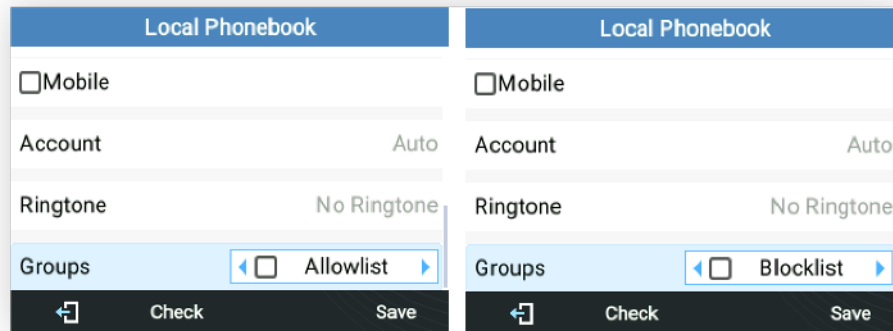 Local Phonebook
Mobile
Account Auto
Ringtone No Ringtone
Groups Allowlist
Check Save
Local Phonebook
Mobile
Account Auto
Ringtone No Ringtone
Groups Blocklist
Check Save